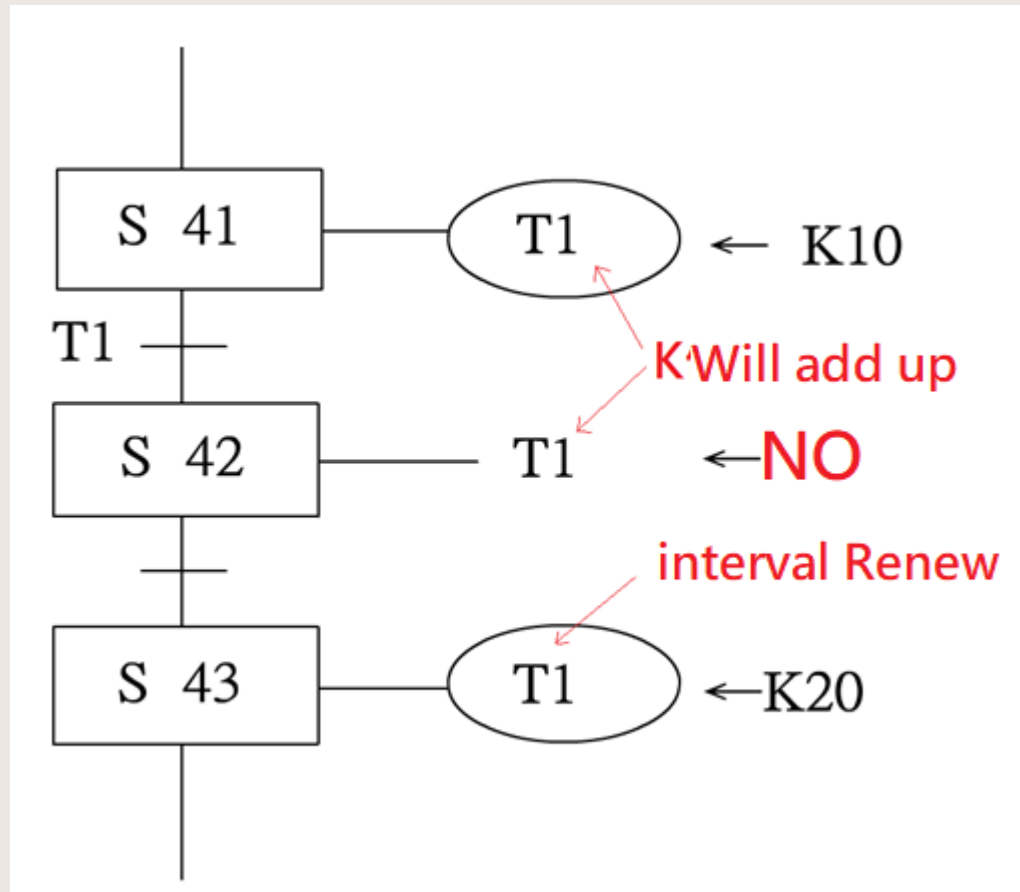 S 41
T1
K10
T1
K Will add up
S 42
T1
NO
interval Renew
S 43
T1
K20